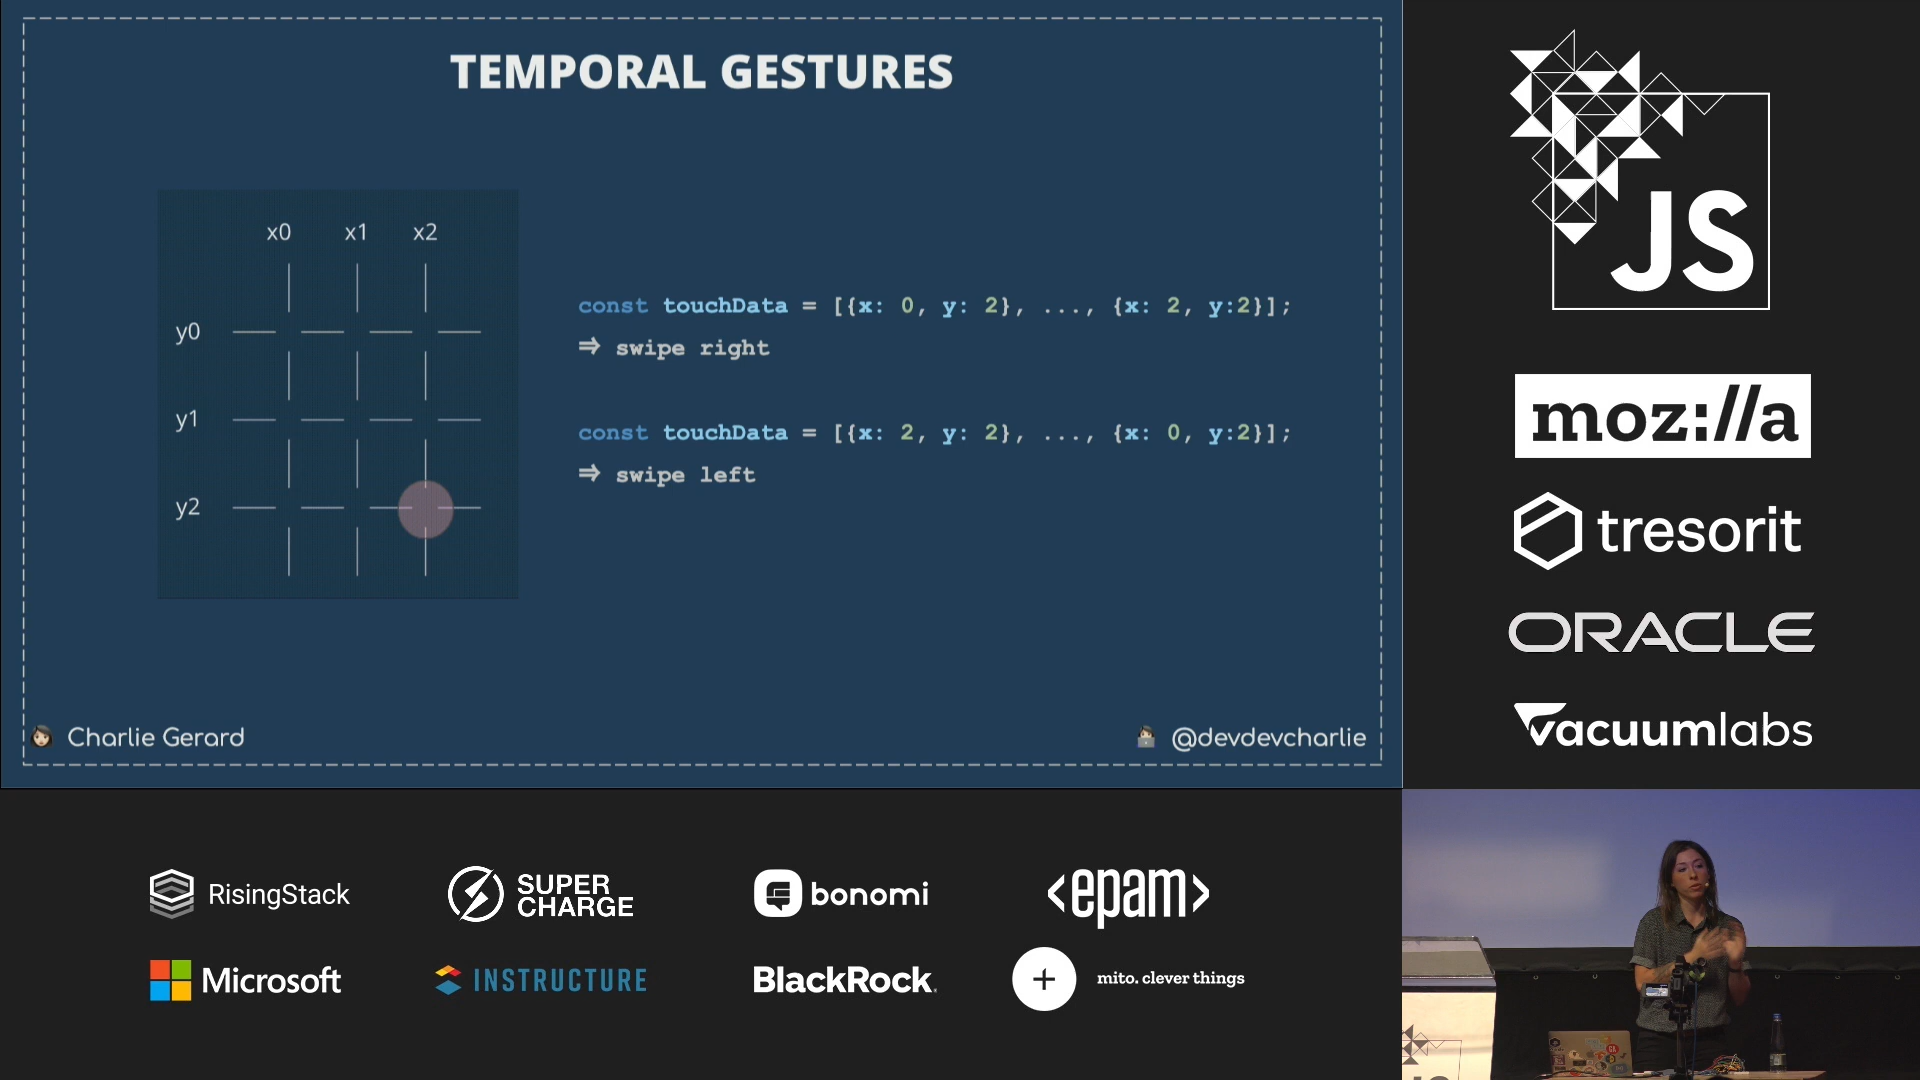 TEMPORAL GESTURES
x0 x1 x2
y0
y1
y2
const touchData = [{x: 0, y: 2}, ..., {x: 2, y:2}];
⇒ swipe right
const touchData = [{x: 2, y: 2}, ..., {x: 0, y:2}];
⇒ swipe left
Charlie Gerard
@devdevcharlie
JS
moz://a
tresorit
ORACLE
vacuumlabs
RisingStack
SUPER
CHARGE
bonomi
<epam>
Microsoft
INSTRUCTURE
BlackRock.
mito. clever things